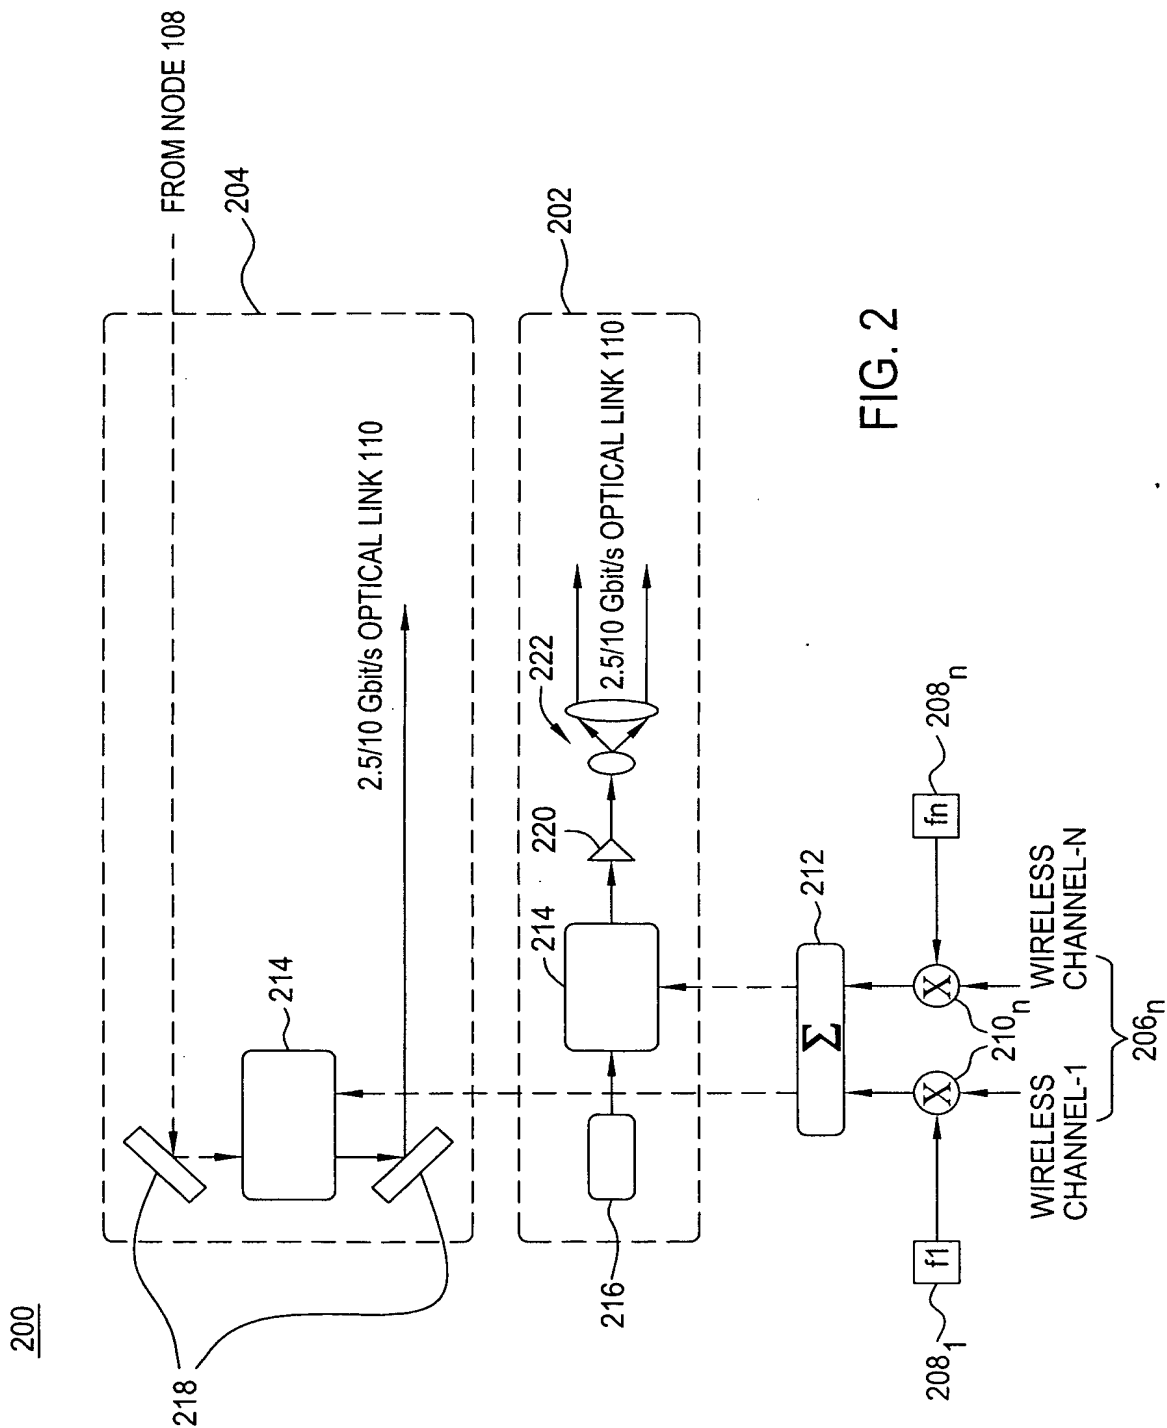 200
FROM NODE 108
204
2.5/10 Gbit/s OPTICAL LINK 110
214
218
202
2.5/10 Gbit/s OPTICAL LINK 110
222
220
214
216
212
Σ
208n
fn
X
X
210n
f1
2081
WIRELESS
CHANNEL-1
WIRELESS
CHANNEL-N
206n
FIG. 2